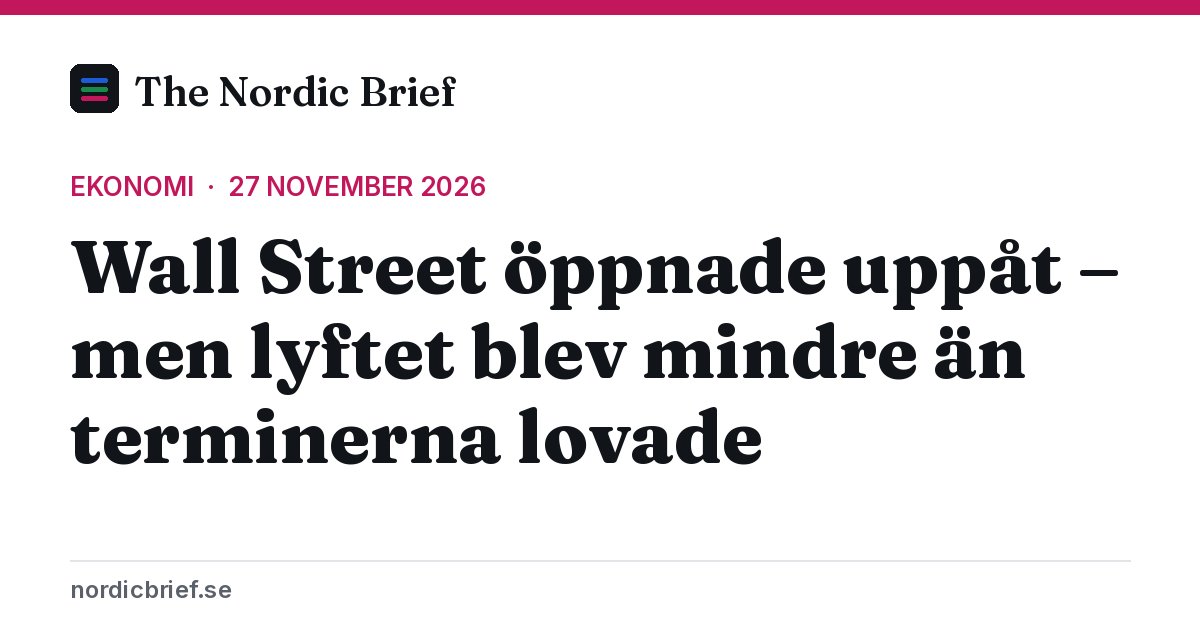 The Nordic Brief
EKONOMI · 27 NOVEMBER 2026
Wall Street öppnade uppåt –
men lyftet blev mindre än
terminerna lovade
nordicbrief.se